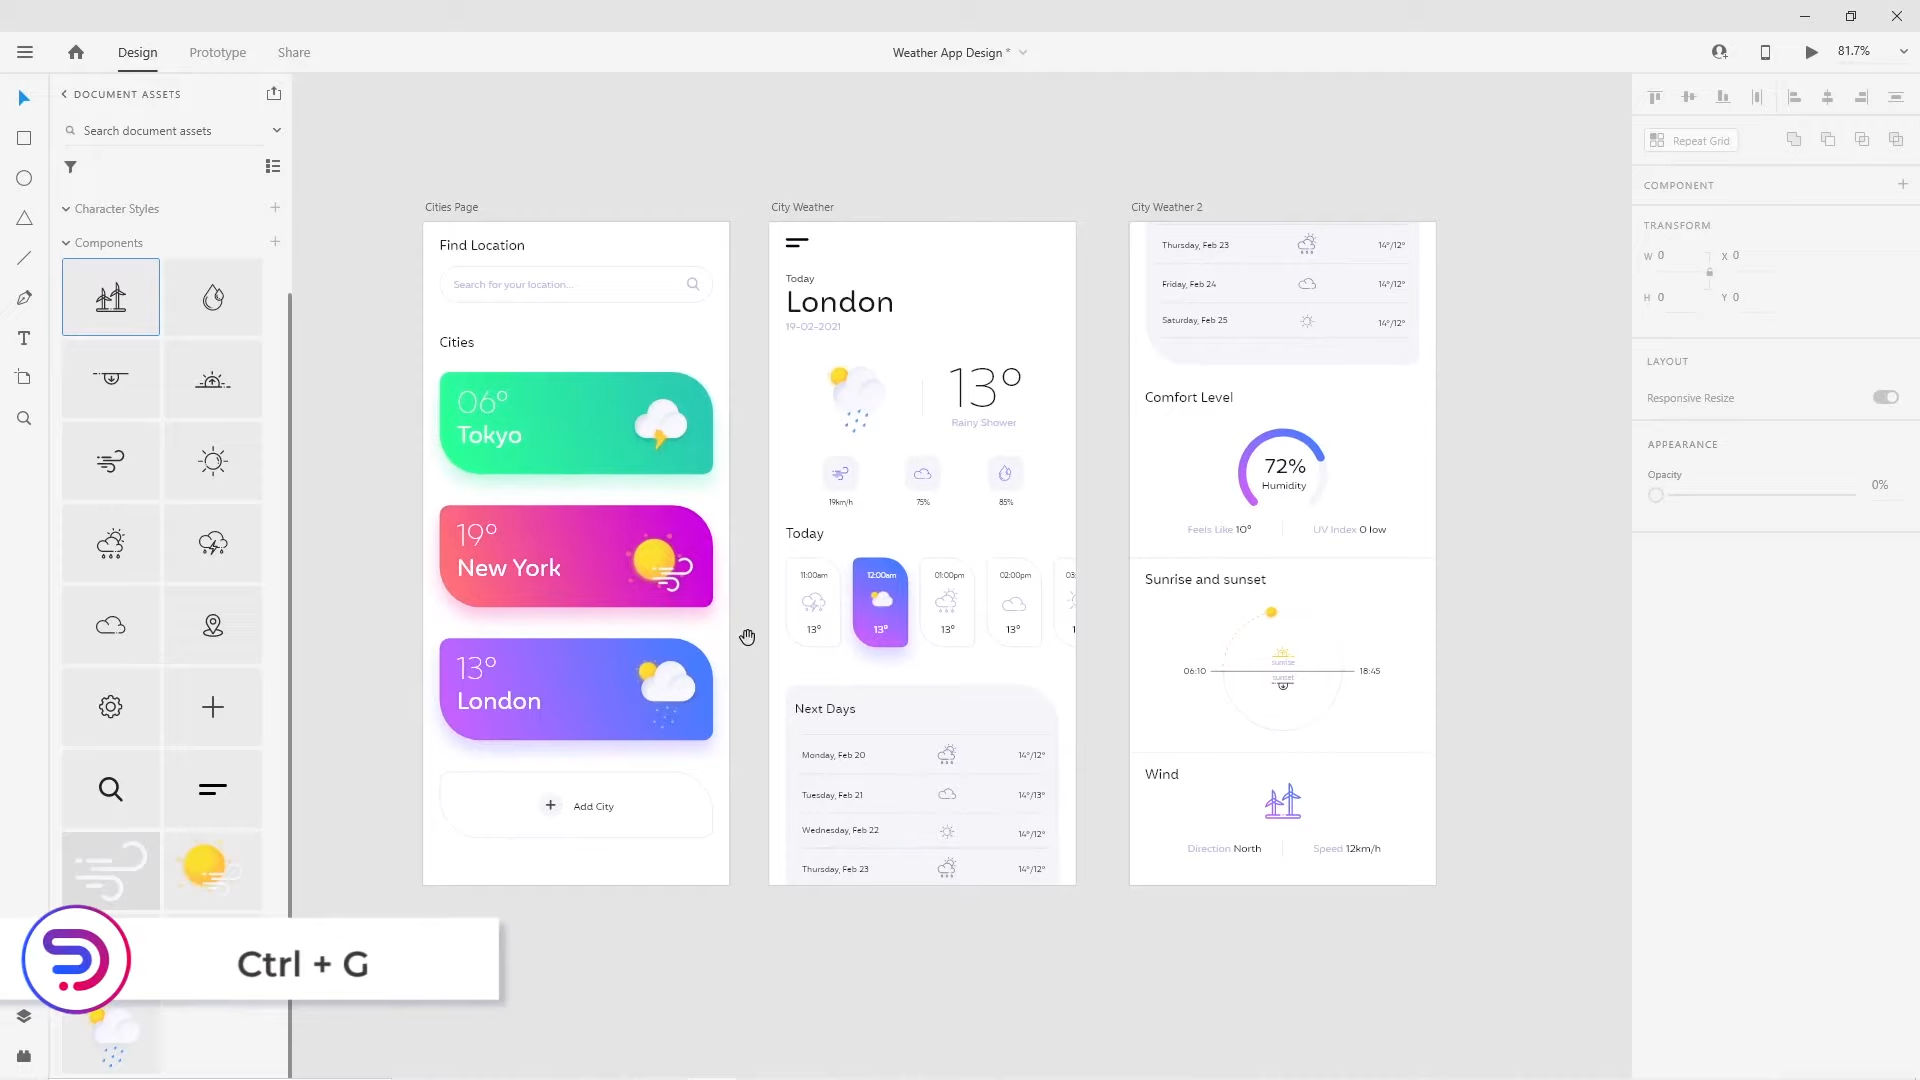 Design
Prototype
Share
Weather App Design *
81.7%
DOCUMENT ASSETS
Search document assets
Character Styles
Components
Repeat Grid
COMPONENT
TRANSFORM
W 0
X 0
H 0
Y 0
LAYOUT
Responsive Resize
APPEARANCE
Opacity
0%
Cities Page
Find Location
Search for your location...
Cities
06°
Tokyo
19°
New York
13°
London
+ Add City
City Weather
Today
London
19-02-2021
13°
Rainy Shower
19km/h
75%
85%
Today
11:00am
12:00am
01:00pm
02:00pm
03:
13°
13°
13°
13°
1
Next Days
Monday, Feb 20
14°/12°
Tuesday, Feb 21
14°/13°
Wednesday, Feb 22
14°/12°
Thursday, Feb 23
14°/12°
City Weather 2
Thursday, Feb 23
14°/12°
Friday, Feb 24
14°/12°
Saturday, Feb 25
14°/12°
Comfort Level
72%
Humidity
Feels Like 10°
UV Index 0 low
Sunrise and sunset
sunrise
06:10
18:45
sunset
Wind
Direction North
Speed 12km/h
Ctrl + G